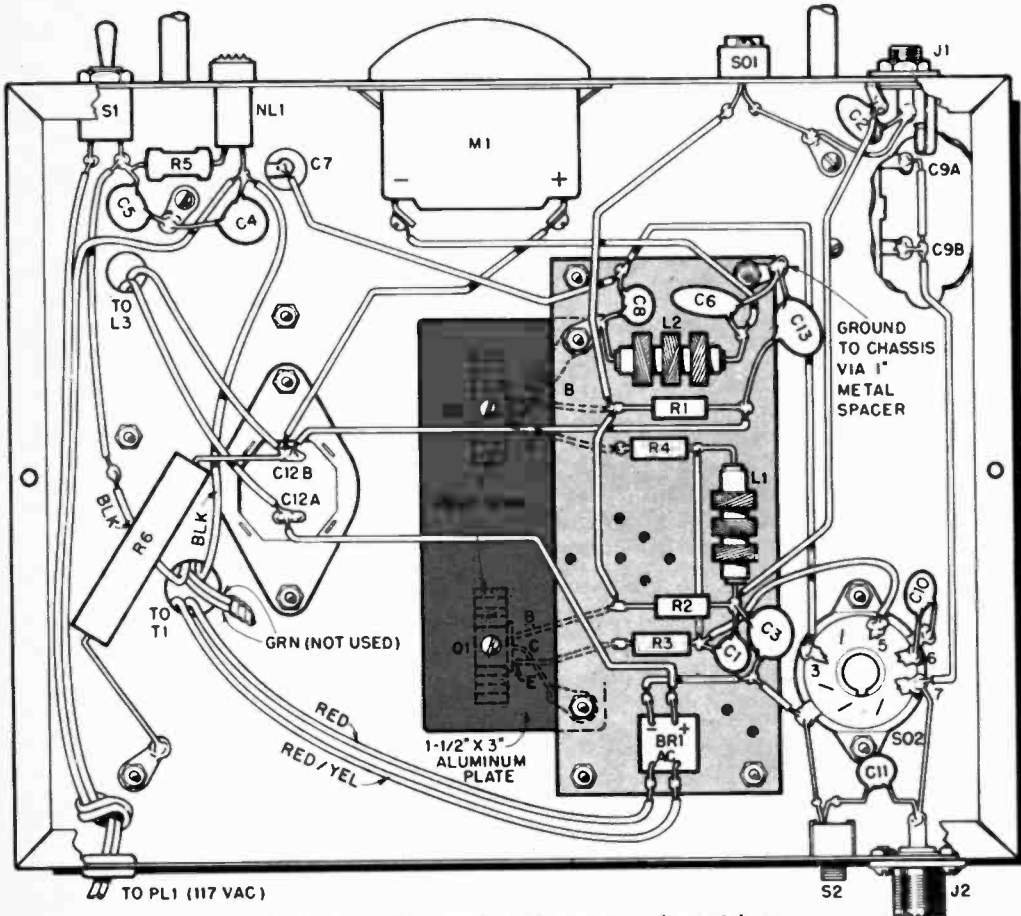 S1
NL1
R5
C5
C4
C7
M1
-
+
SO1
J1
C2
C9A
C9B
TO
L3
C8
C6
L2
C13
GROUND
TO CHASSIS
VIA 1"
METAL
SPACER
B
R1
R4
L1
C12B
C12A
BLK
R6
BLK
TO
T1
GRN (NOT USED)
B
R2
Q1
C
R3
E
C1
C3
C10
5
3
6
7
SO2
RED
RED/YEL
1-1/2" X 3"
ALUMINUM
PLATE
-
+
BR1
AC
C11
TO PL1 (117 VAC)
S2
J2